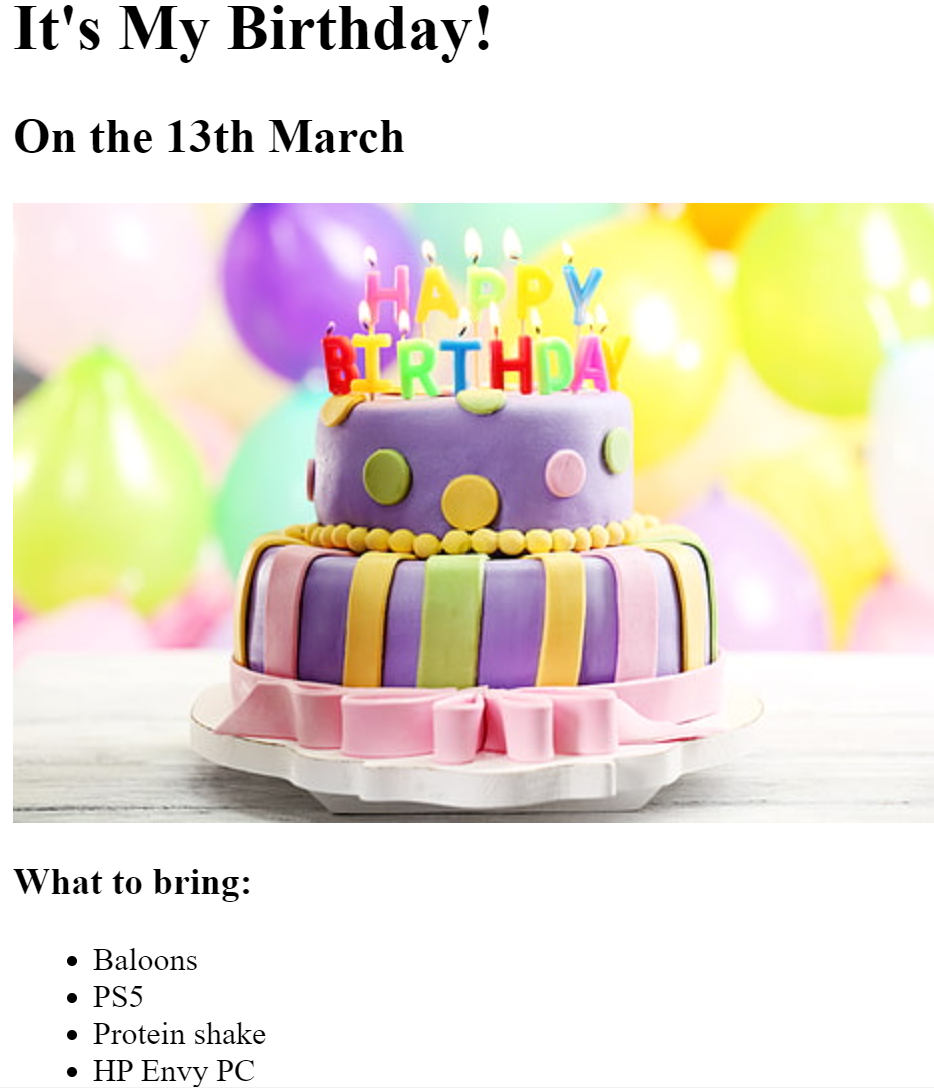 It's My Birthday!
On the 13th March
HAPPY
BIRTHDAY
What to bring:
Baloons
PS5
Protein shake
HP Envy PC